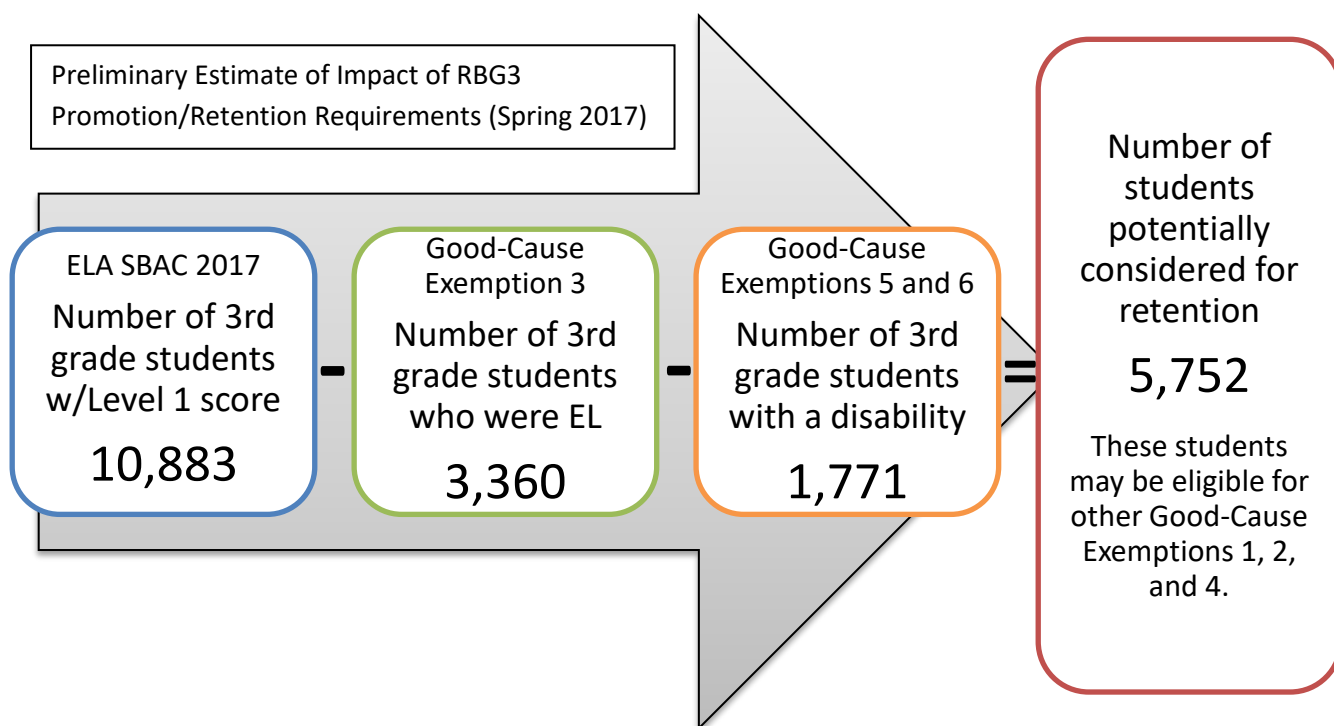 Preliminary Estimate of Impact of RBG3
Promotion/Retention Requirements (Spring 2017)
ELA SBAC 2017
Number of 3rd
grade students
w/Level 1 score
10,883
-
Good-Cause
Exemption 3
Number of 3rd
grade students
who were EL
3,360
-
Good-Cause
Exemptions 5 and 6
Number of 3rd
grade students
with a disability
1,771
=
Number of
students
potentially
considered for
retention
5,752
These students
may be eligible for
other Good-Cause
Exemptions 1, 2,
and 4.